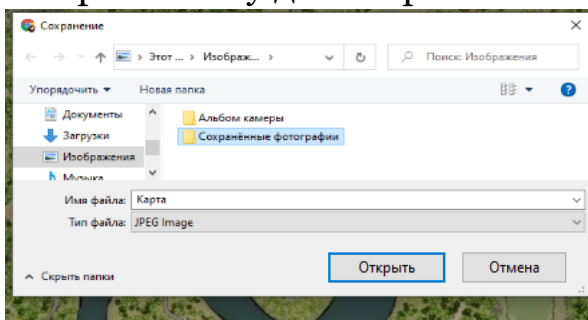 Сохранение
Этот ... > Изображ... >
Поиск: Изображения
Упорядочить
Новая папка
Документы
Загрузки
Изображения
Музыка
Альбом камеры
Сохранённые фотографии
Имя файла: Карта
Тип файла: JPEG Image
Скрыть папки
Открыть
Отмена